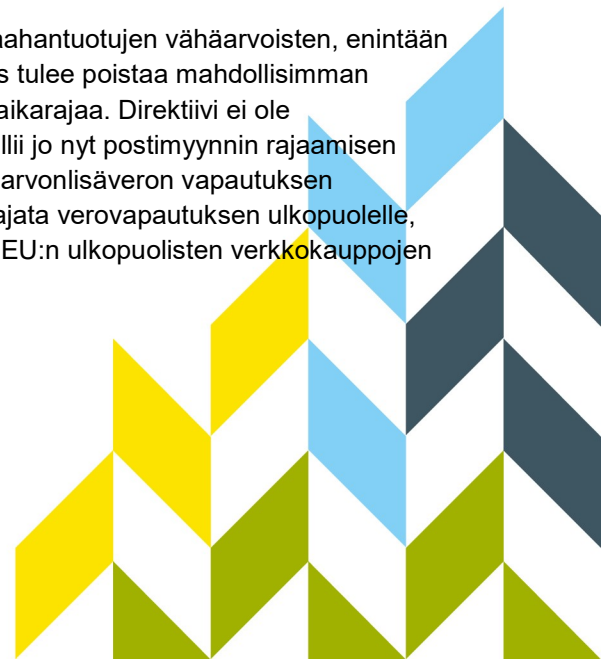 aahantuotujen vähäarvoisten, enintään
s tulee poistaa mahdollisimman
aikarajaa. Direktiivi ei ole
llii jo nyt postimyynnin rajaamisen
arvonlisäveron vapautuksen
ajata verovapautuksen ulkopuolelle,
EU:n ulkopuolisten verkkokauppojen